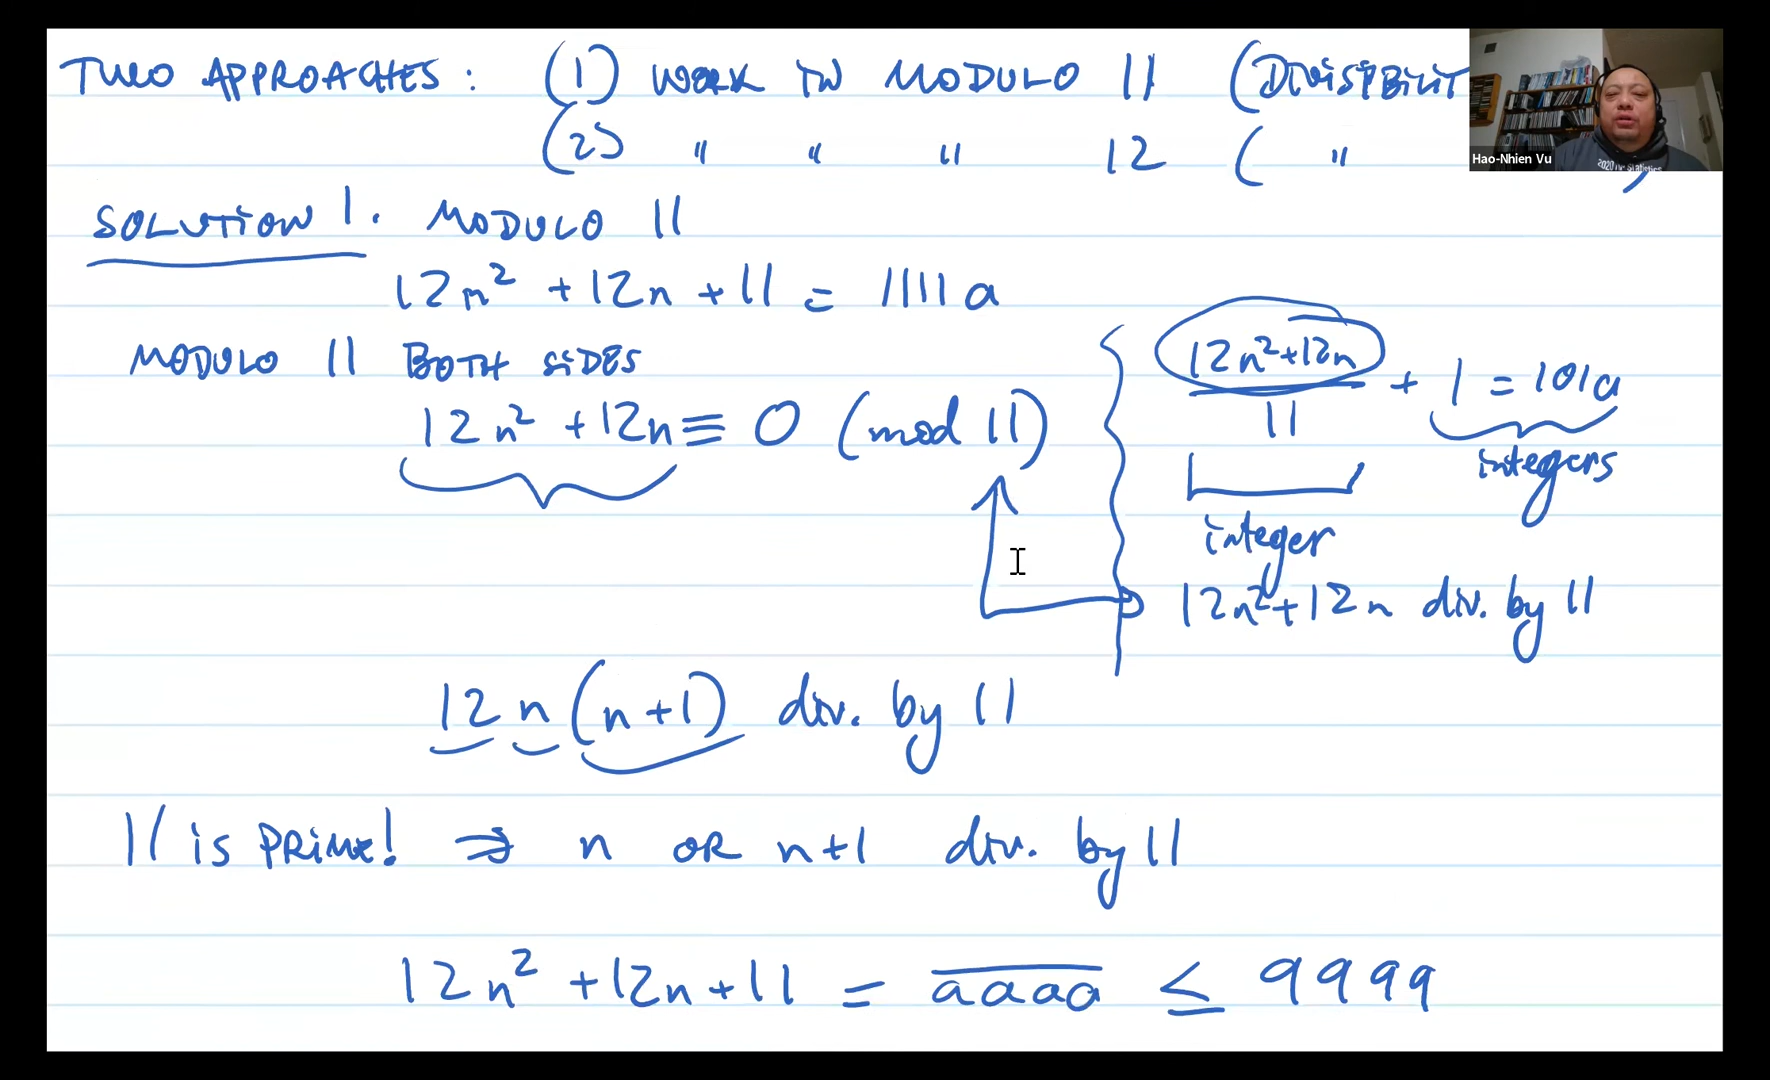 TWO APPROACHES: (1) WORK IN MODULO 11 (DIVISIBILIT
(2) " " " 12 ( " )
Hao-Nhien Vu
SOLUTION 1. MODULO 11
12n² + 12n + 11 = 1111a
MODULO 11 BOTH SIDES
12n² + 12n ≡ 0 (mod 11)
(12n²+12n)/11 + 1 = 101a
integers
integer
12n²+12n div. by 11
12 n (n+1) div. by 11
11 is PRIME! ⇒ n OR n+1 div. by 11
12n² + 12n + 11 = a̅a̅a̅a̅ ≤ 9999